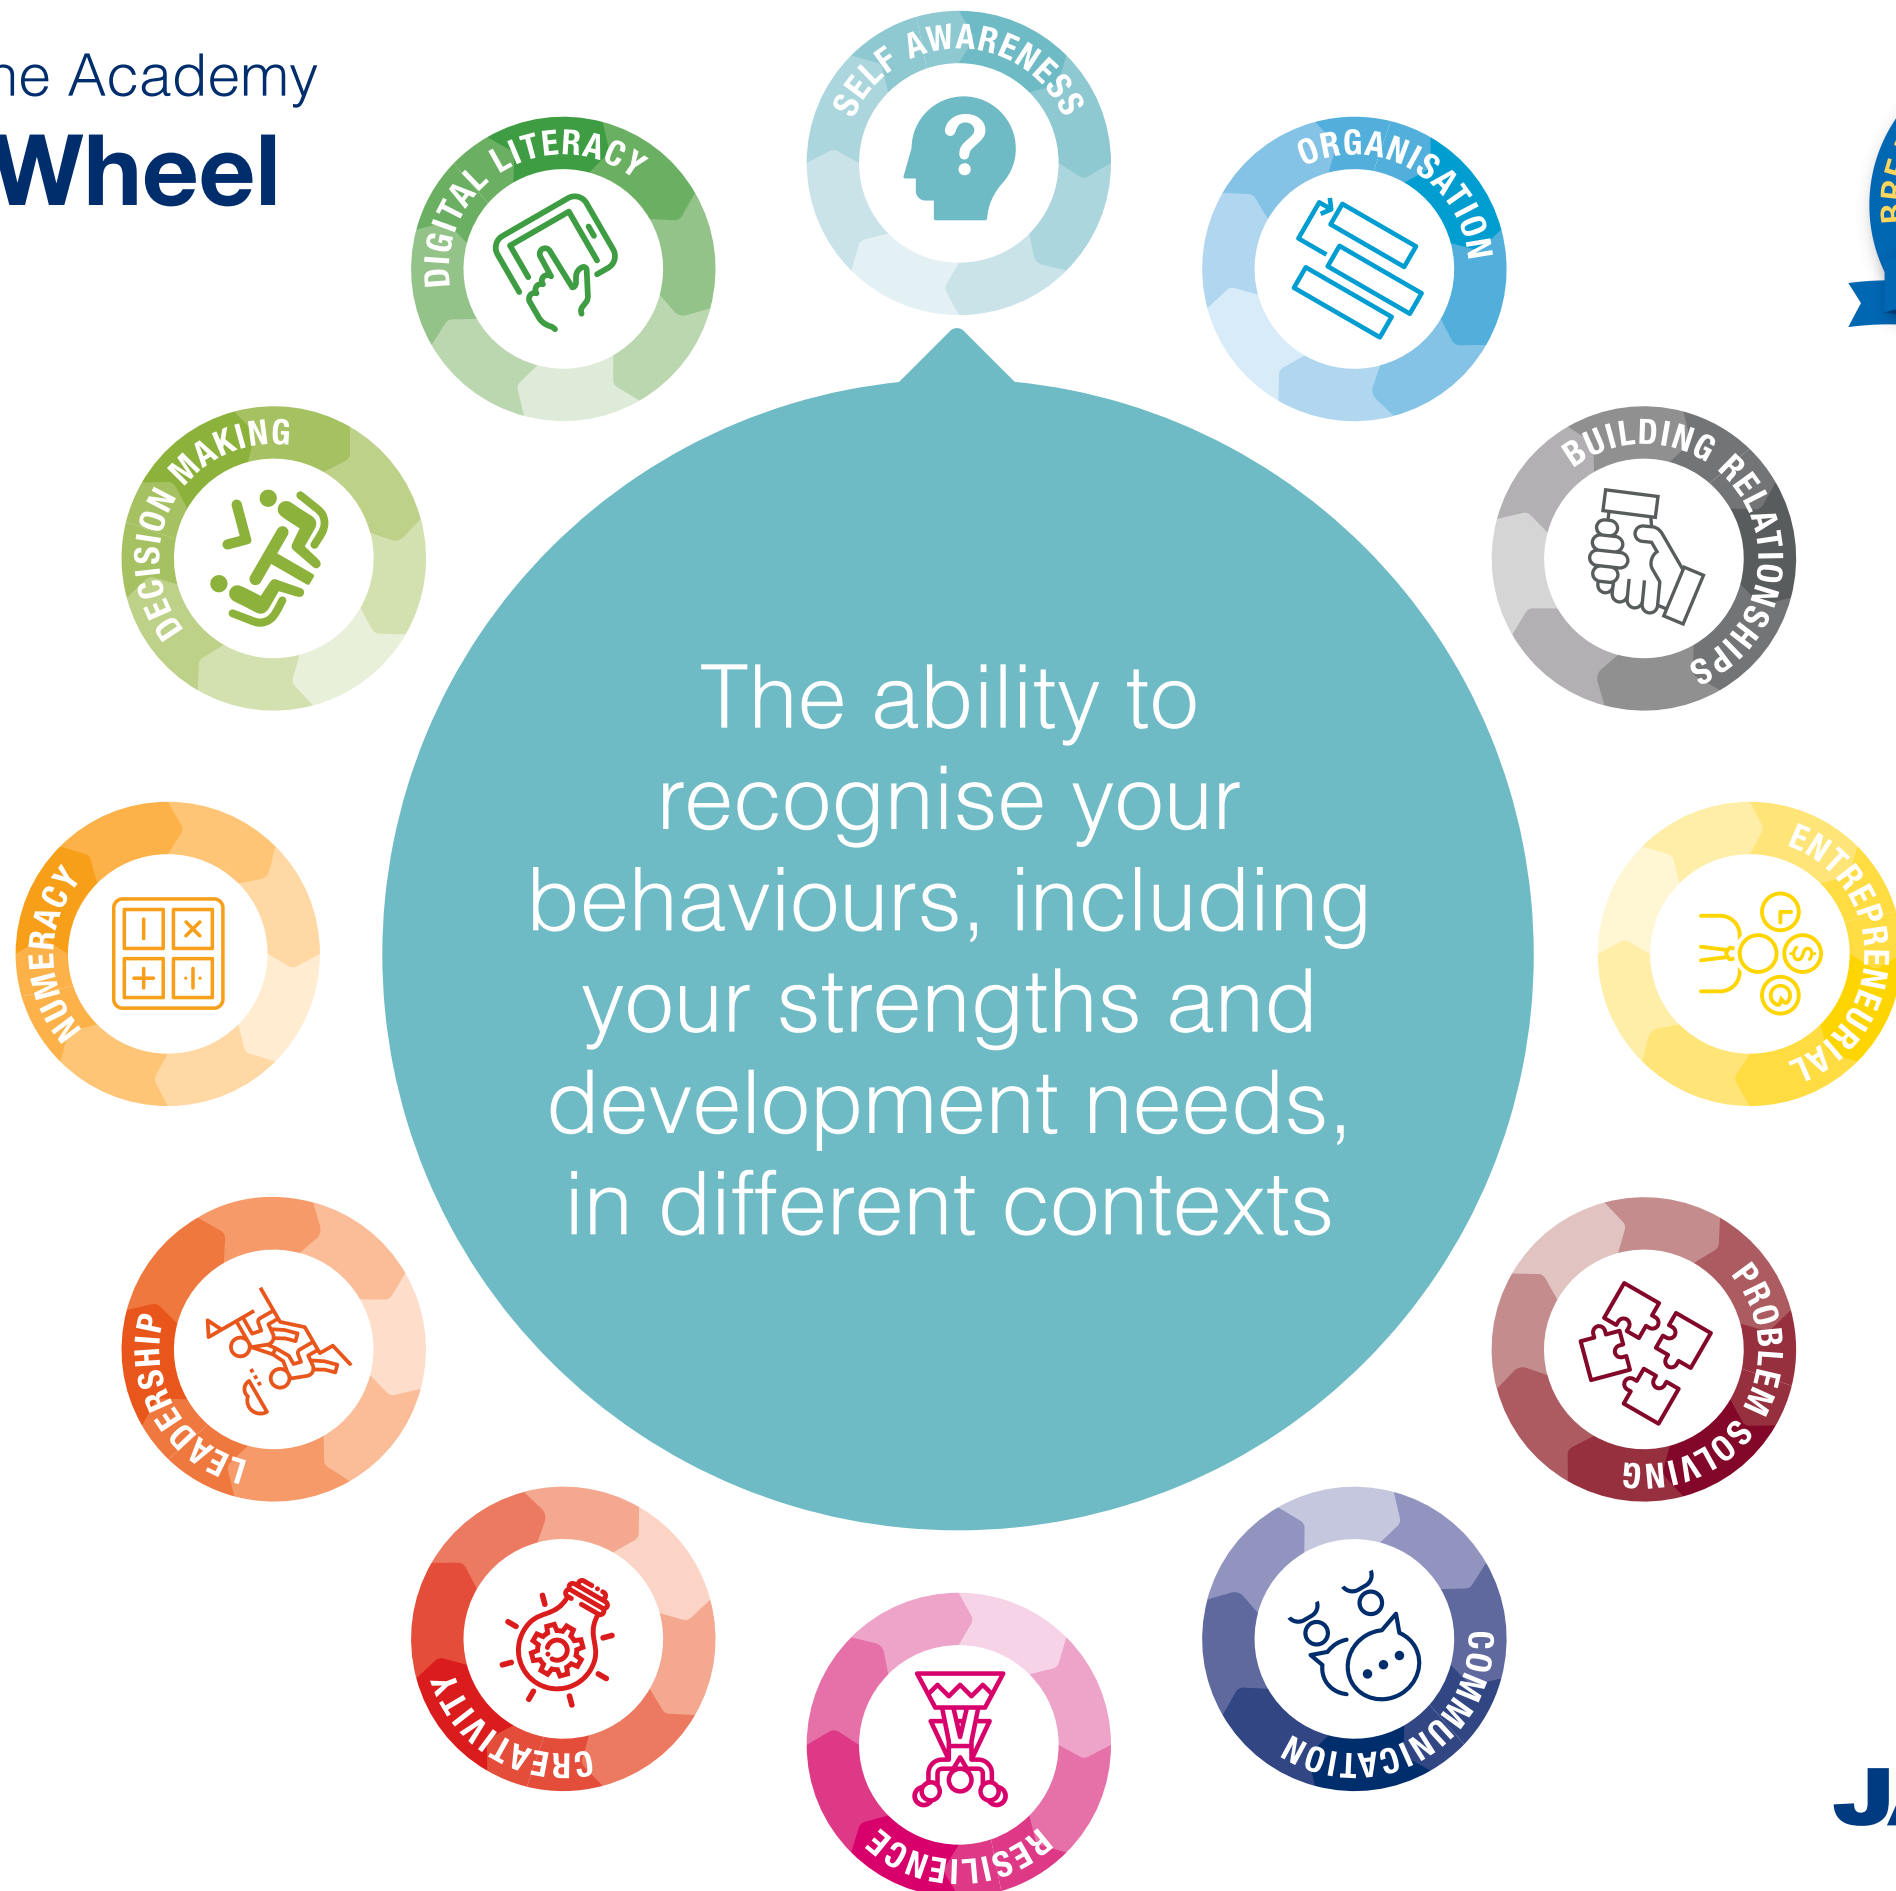 he Academy
Wheel
SELF AWARENESS
ORGANISATION
BUILDING RELATIONSHIPS
ENTREPRENEURIAL
PROBLEM SOLVING
COMMUNICATION
RESILIENCE
CREATIVITY
LEADERSHIP
NUMERACY
DECISION MAKING
DIGITAL LITERACY
The ability to
recognise your
behaviours, including
your strengths and
development needs,
in different contexts